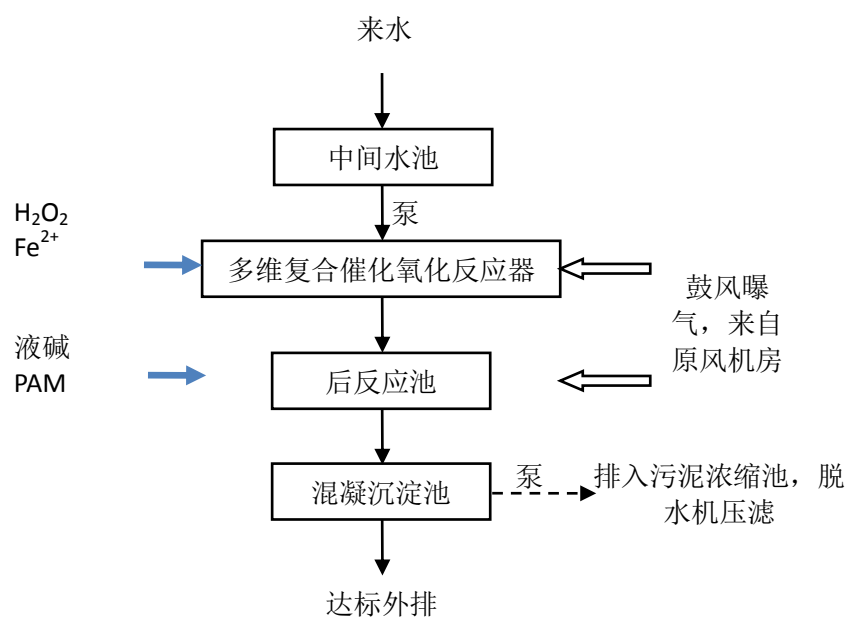 来水
中间水池
泵
H₂O₂
Fe²⁺
多维复合催化氧化反应器
鼓风曝
气，来自
原风机房
液碱
PAM
后反应池
混凝沉淀池
泵
排入污泥浓缩池，脱
水机压滤
达标外排